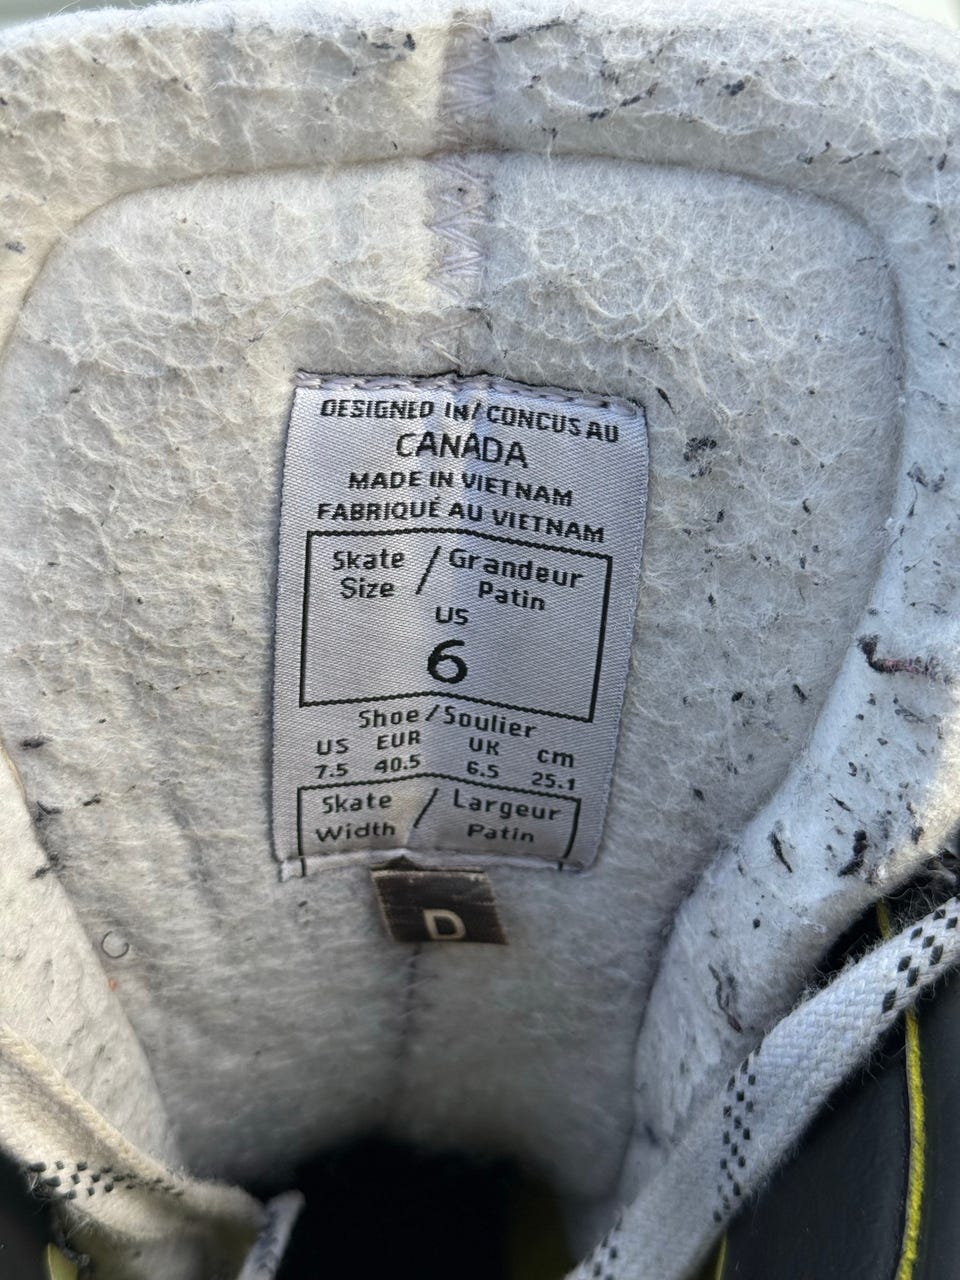 DESIGNED IN/CONCUS AU
CANADA
MADE IN VIETNAM
FABRIQUÉ AU VIETNAM
Skate / Grandeur
Size Patin
US
6
Shoe/Soulier
US EUR UK cm
7.5 40.5 6.5 25.1
Skate / Largeur
Width Patin
D